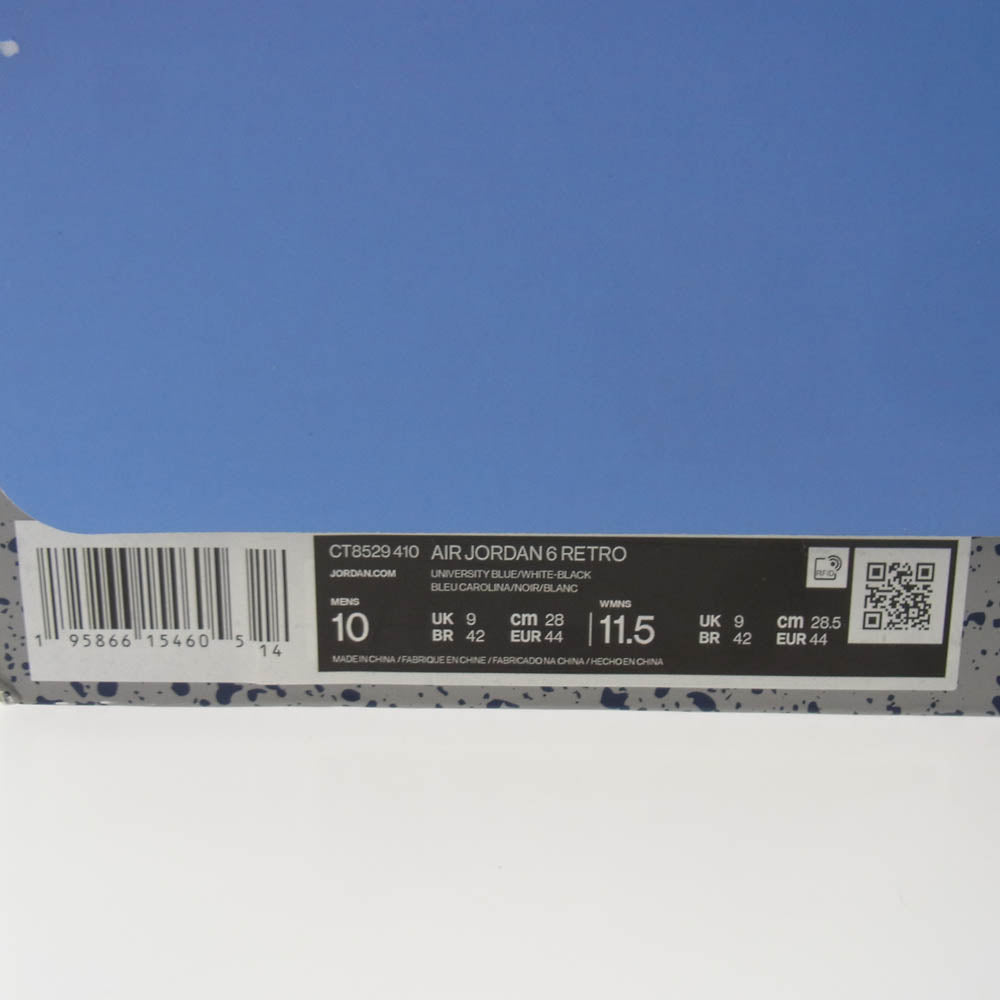 CT8529 410 AIR JORDAN 6 RETRO
JORDAN.COM
UNIVERSITY BLUE/WHITE-BLACK
BLEU CAROLINA/NOIR/BLANC
RFID
MENS
10
UK 9 cm 28
BR 42 EUR 44
WMNS
11.5
UK 9 cm 28.5
BR 42 EUR 44
MADE IN CHINA / FABRIQUE EN CHINE / FABRICADO NA CHINA / HECHO EN CHINA
1 95866 15460 5 14